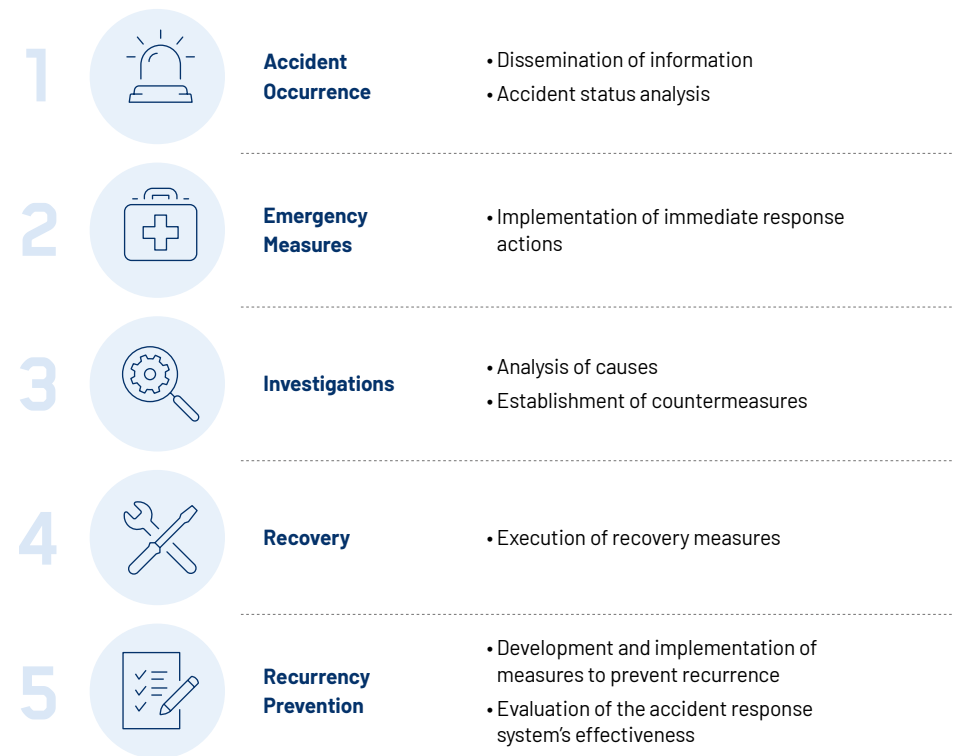 1
Accident
Occurrence
• Dissemination of information
• Accident status analysis
2
Emergency
Measures
• Implementation of immediate response
actions
3
Investigations
• Analysis of causes
• Establishment of countermeasures
4
Recovery
• Execution of recovery measures
5
Recurrency
Prevention
• Development and implementation of
measures to prevent recurrence
• Evaluation of the accident response
system's effectiveness